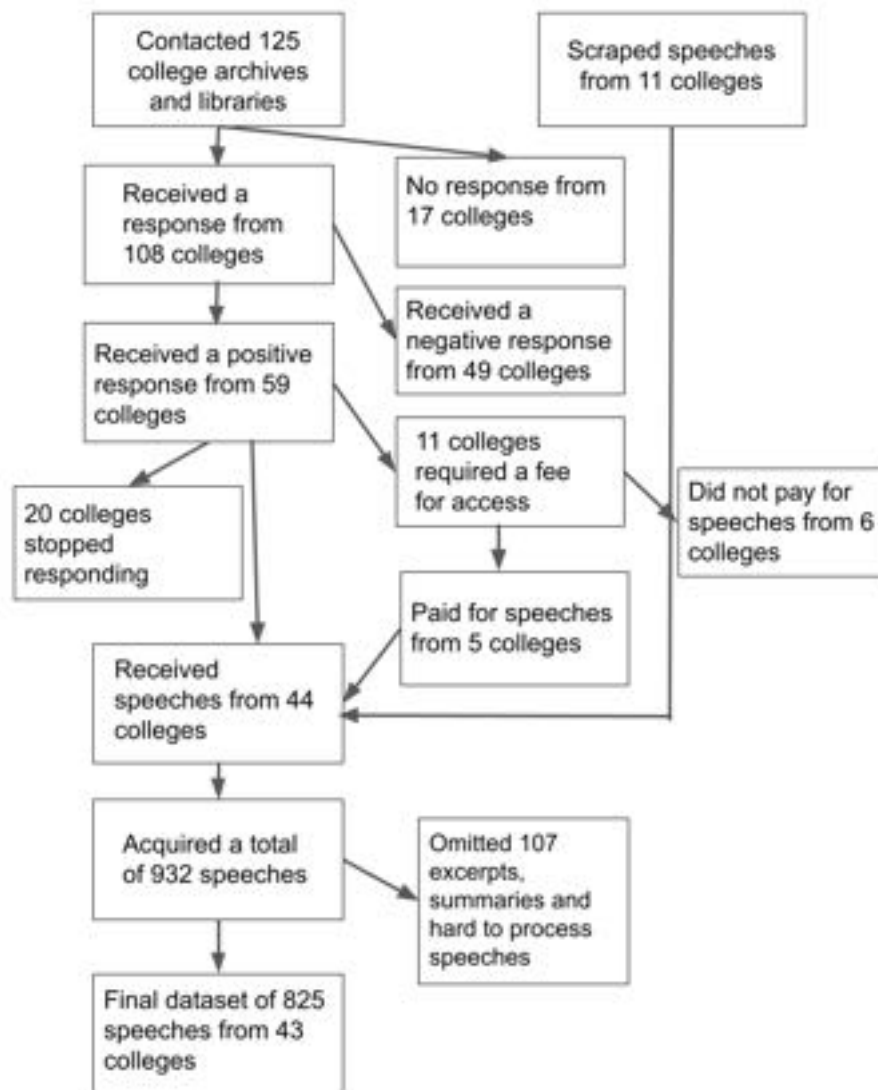 Contacted 125
college archives
and libraries
Scraped speeches
from 11 colleges
Received a
response from
108 colleges
No response from
17 colleges
Received a
negative response
from 49 colleges
Received a positive
response from 59
colleges
11 colleges
required a fee
for access
Did not pay for
speeches from 6
colleges
20 colleges
stopped
responding
Paid for speeches
from 5 colleges
Received
speeches from 44
colleges
Acquired a total
of 932 speeches
Omitted 107
excerpts,
summaries and
hard to process
speeches
Final dataset of 825
speeches from 43
colleges